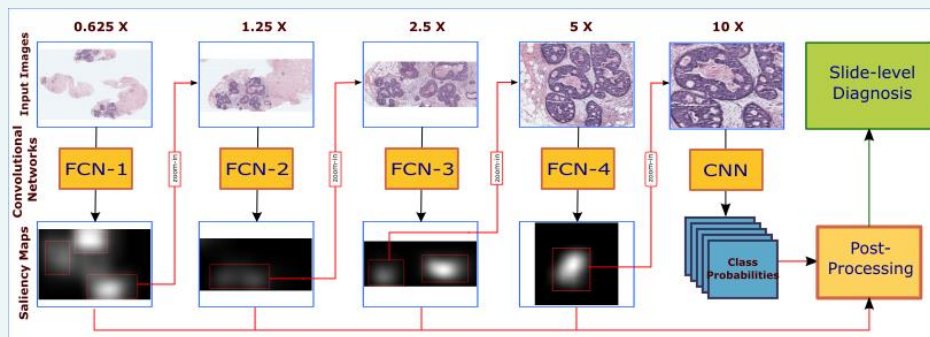 0.625 X
1.25 X
2.5 X
5 X
10 X
Input Images
Slide-level
Diagnosis
Convolutional
Networks
FCN-1
zoom-in
FCN-2
zoom-in
FCN-3
zoom-in
FCN-4
zoom-in
CNN
Saliency Maps
Class
Probabilities
Post-
Processing